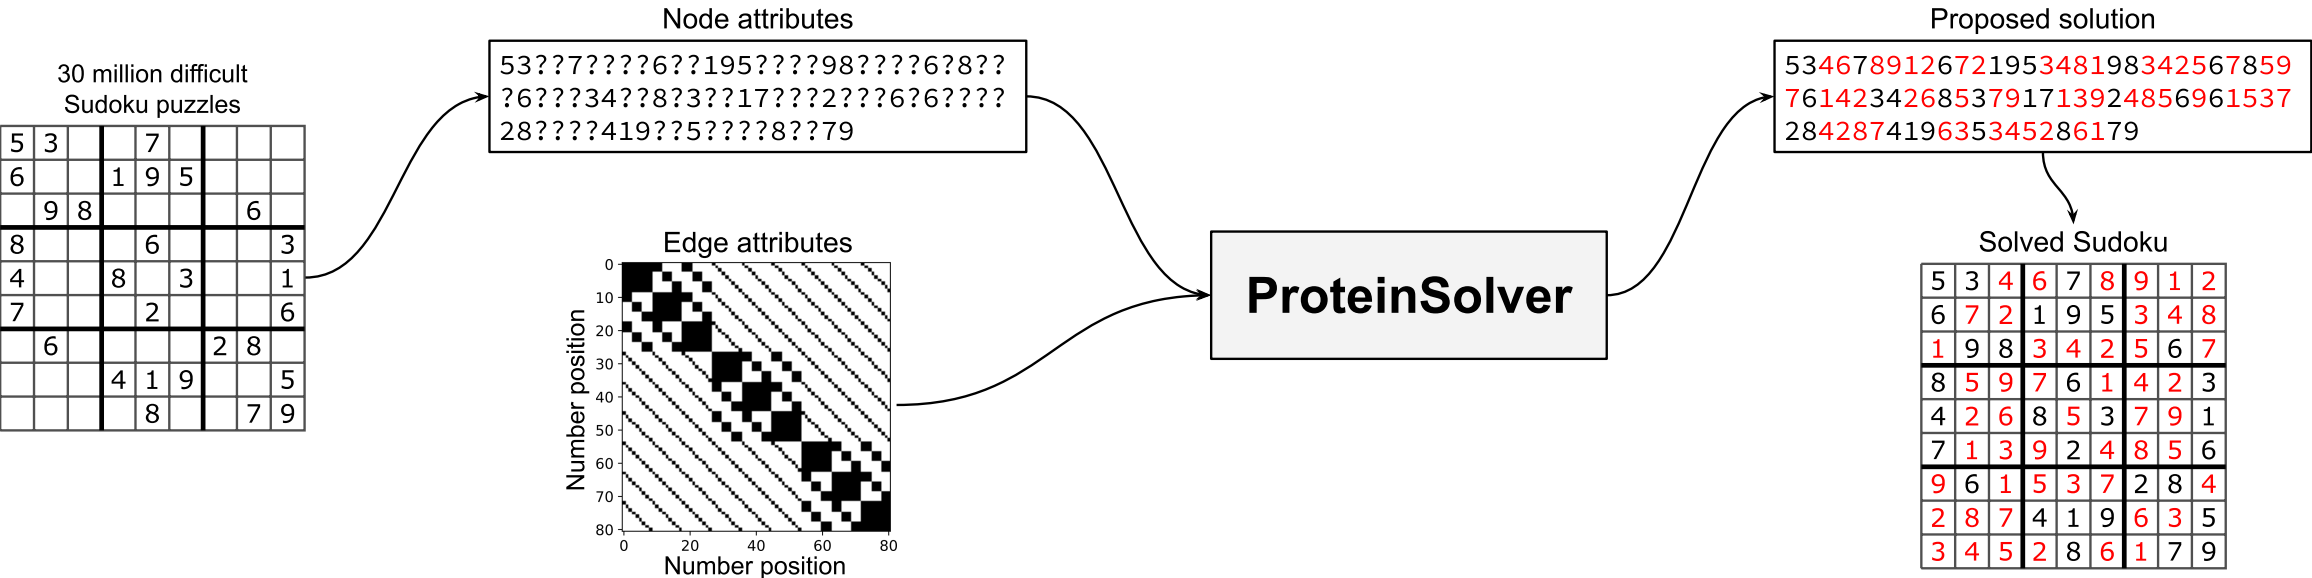 30 million difficult
Sudoku puzzles
5 3 7
6 1 9 5
9 8 6
8 6 3
4 8 3 1
7 2 6
6 2 8
4 1 9 5
8 7 9
Node attributes
53??7????6??195????98????6?8??
?6???34??8?3??17???2???6?6????
28????419??5????8??79
Edge attributes
Number position
0
10
20
30
40
50
60
70
80
0 20 40 60 80
Number position
ProteinSolver
Proposed solution
534678912672195348198342567859
761423426853791713924856961537
284287419635345286179
Solved Sudoku
5 3 4 6 7 8 9 1 2
6 7 2 1 9 5 3 4 8
1 9 8 3 4 2 5 6 7
8 5 9 7 6 1 4 2 3
4 2 6 8 5 3 7 9 1
7 1 3 9 2 4 8 5 6
9 6 1 5 3 7 2 8 4
2 8 7 4 1 9 6 3 5
3 4 5 2 8 6 1 7 9